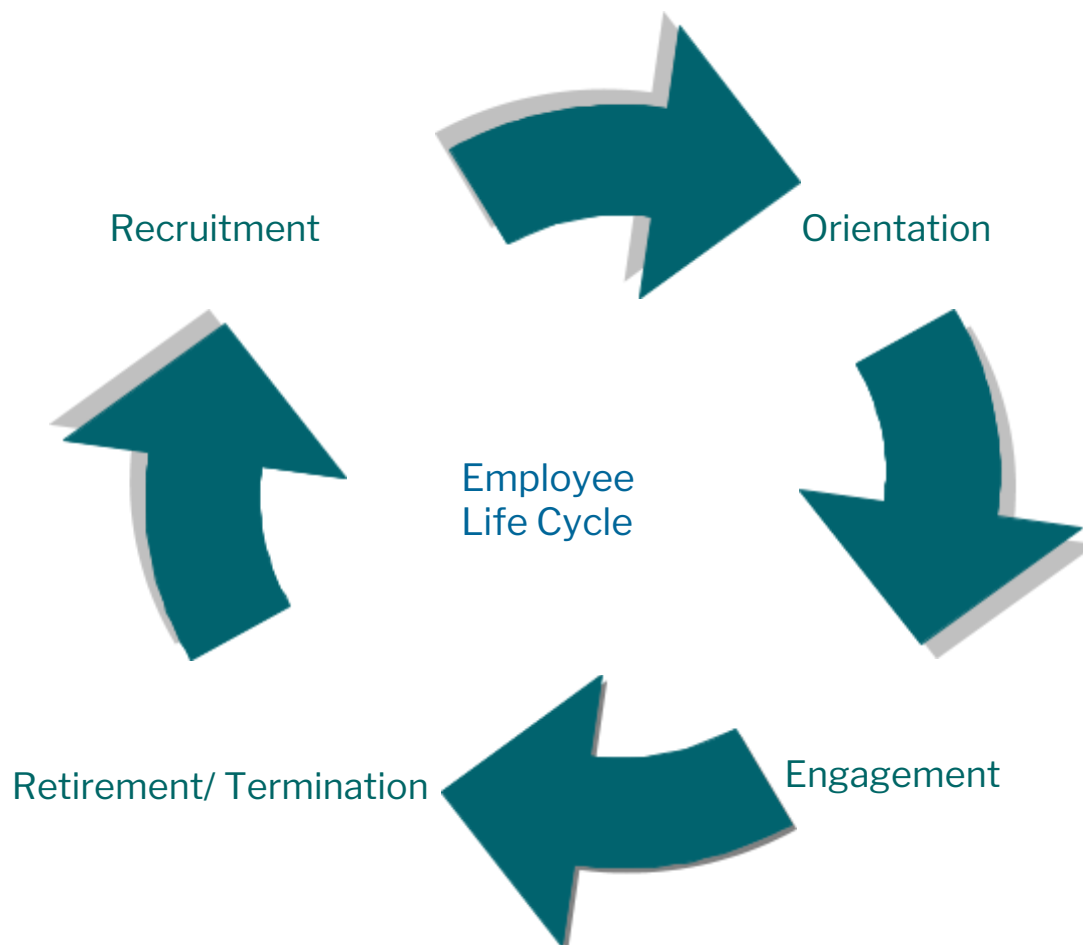 Recruitment
Orientation
Employee
Life Cycle
Retirement/ Termination
Engagement